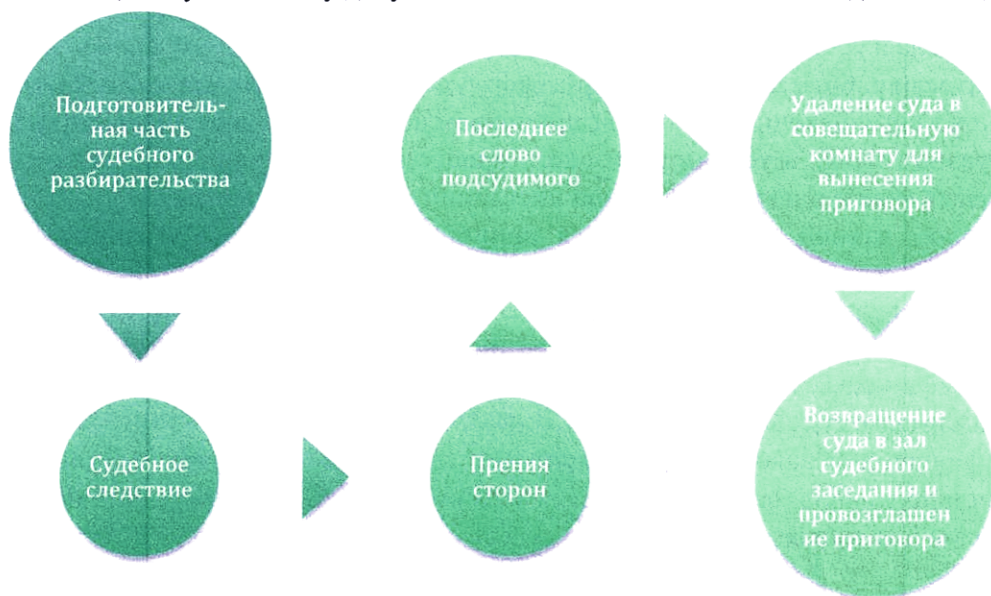 Подготовитель-
ная часть
судебного
разбирательства
Судебное
следствие
Прения
сторон
Последнее
слово
подсудимого
Удаление суда в
совещательную
комнату для
вынесения
приговора
Возвращение
суда в зал
судебного
заседания и
провозглашен
ие приговора